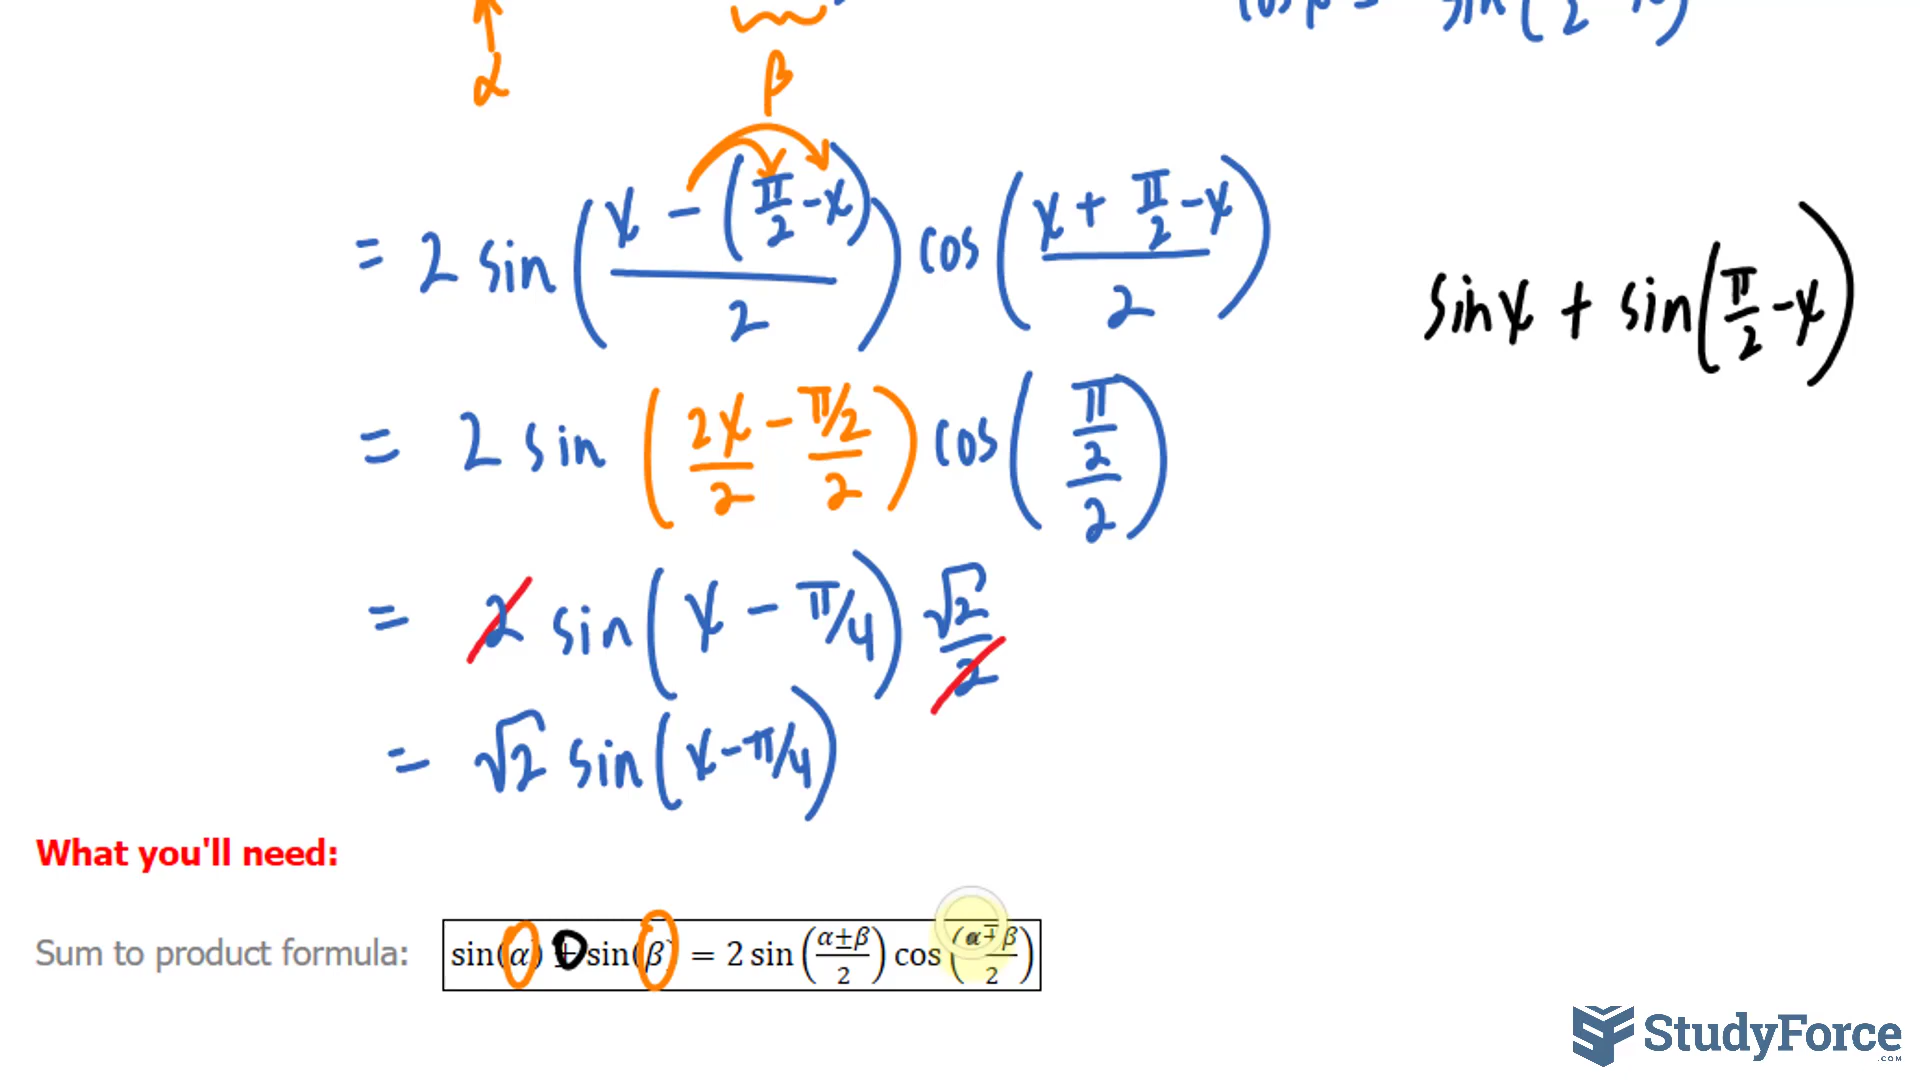 α
β
= 2 sin((x - (π/2 - x))/2) cos((x + π/2 - x)/2)
sin x + sin(π/2 - x)
= 2 sin(2x/2 - (π/2)/2) cos((π/2)/2)
= 2 sin(x - π/4) √2/2
= √2 sin(x - π/4)
What you'll need:
Sum to product formula: sin(α) ± sin(β) = 2 sin((α±β)/2) cos((α∓β)/2)
StudyForce
.COM